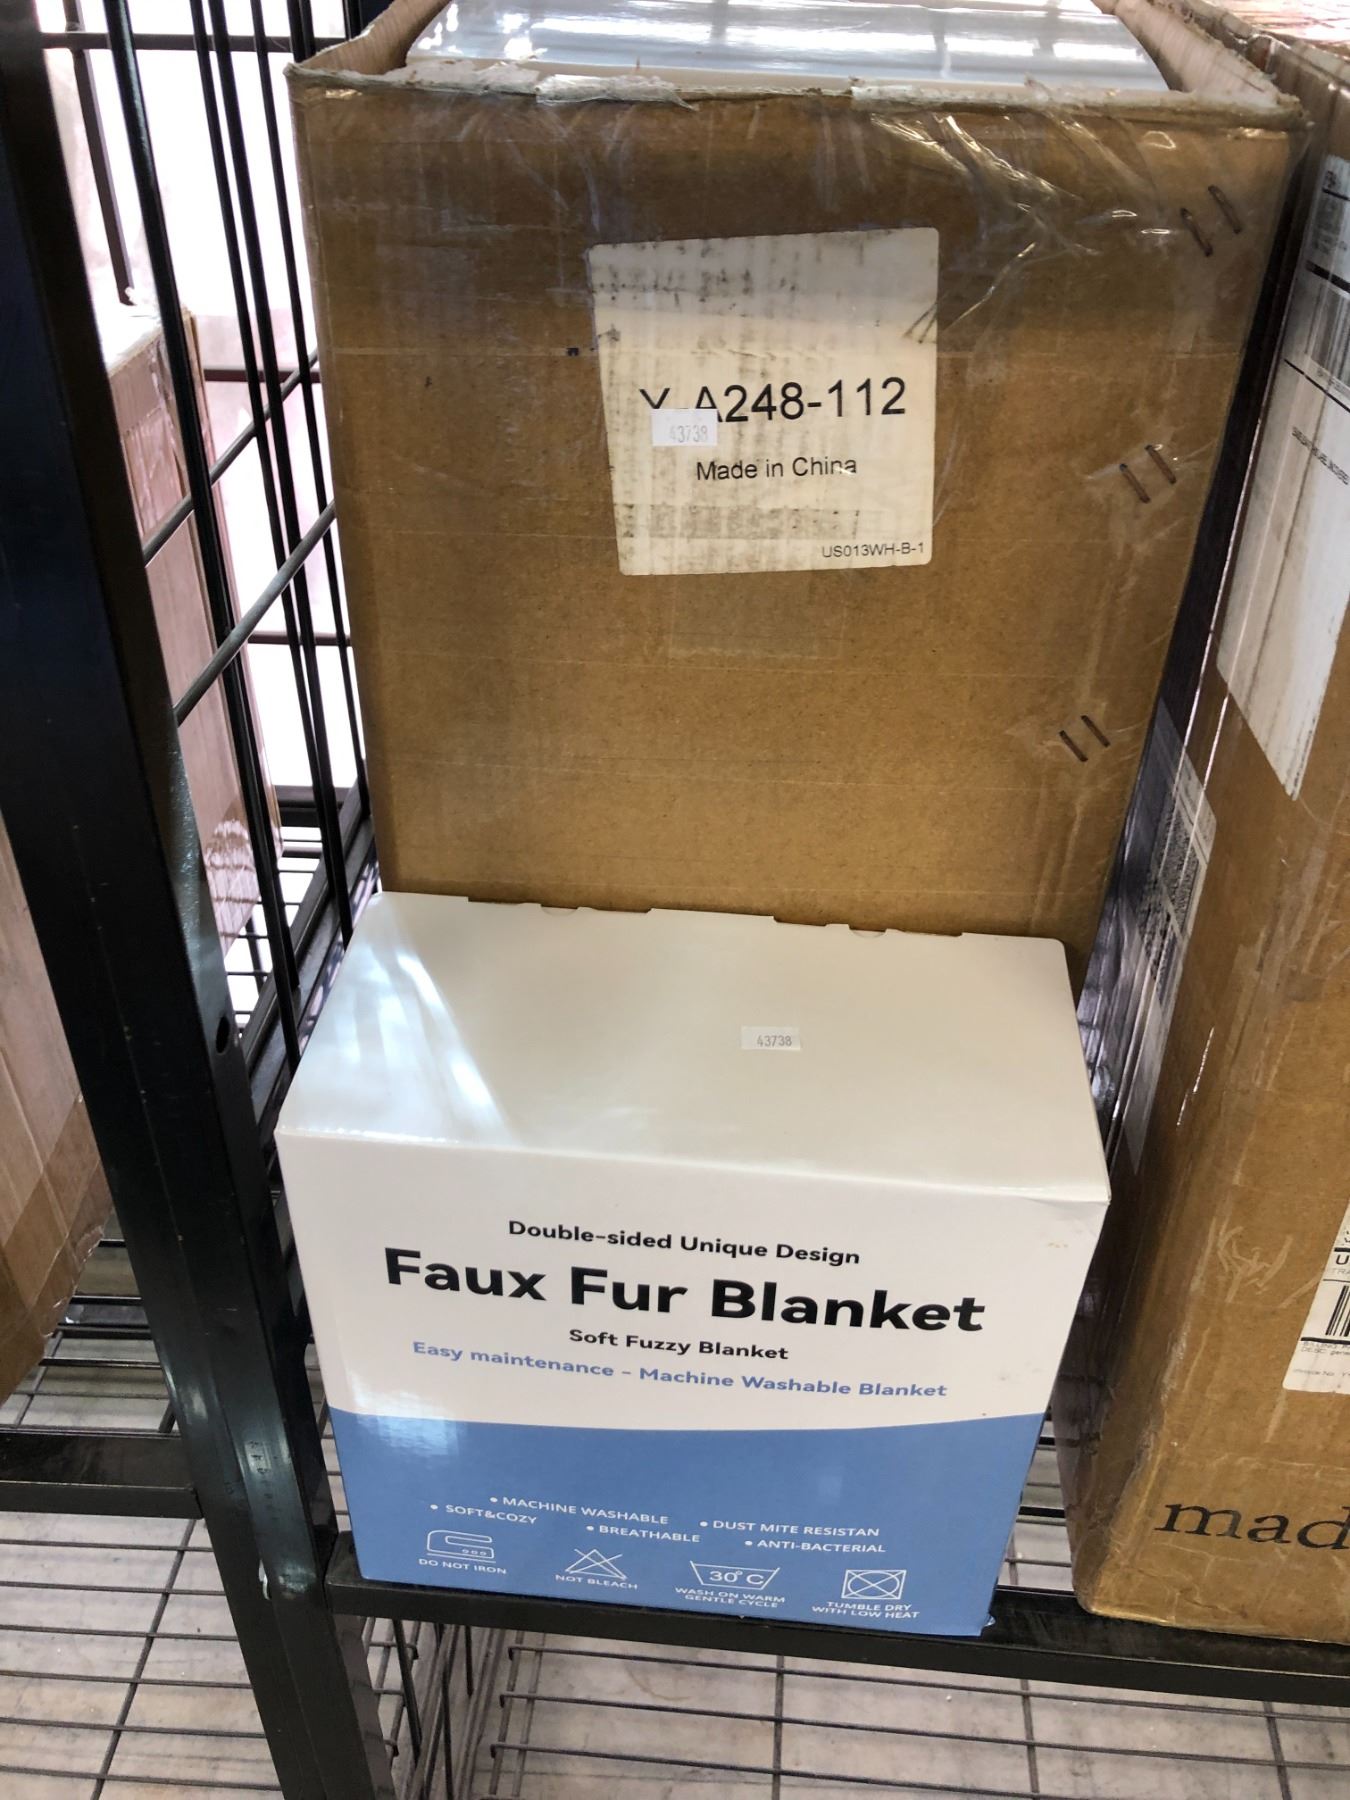 Y A248-112
43738
Made in China
US013WH-B-1
43738
Double-sided Unique Design
Faux Fur Blanket
Soft Fuzzy Blanket
Easy maintenance - Machine Washable Blanket
• MACHINE WASHABLE
• SOFT&COZY
• BREATHABLE
• DUST MITE RESISTAN
• ANTI-BACTERIAL
DO NOT IRON
NOT BLEACH
30°C
WASH ON WARM
GENTLE CYCLE
TUMBLE DRY
WITH LOW HEAT
mad